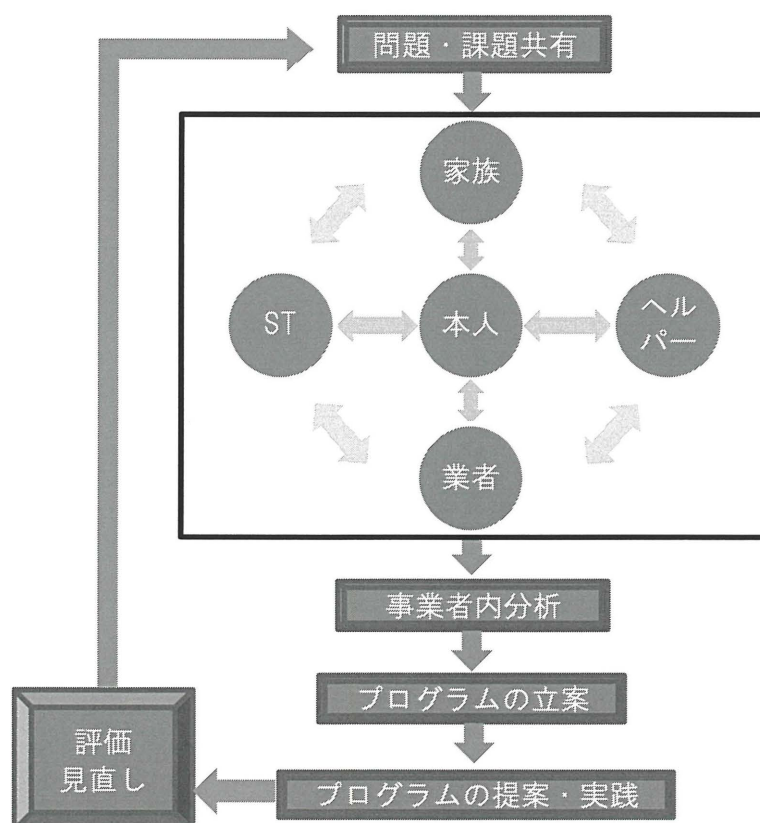 問題・課題共有
家族
ST
本人
ヘル
パー
業者
事業者内分析
プログラムの立案
プログラムの提案・実践
評価
見直し